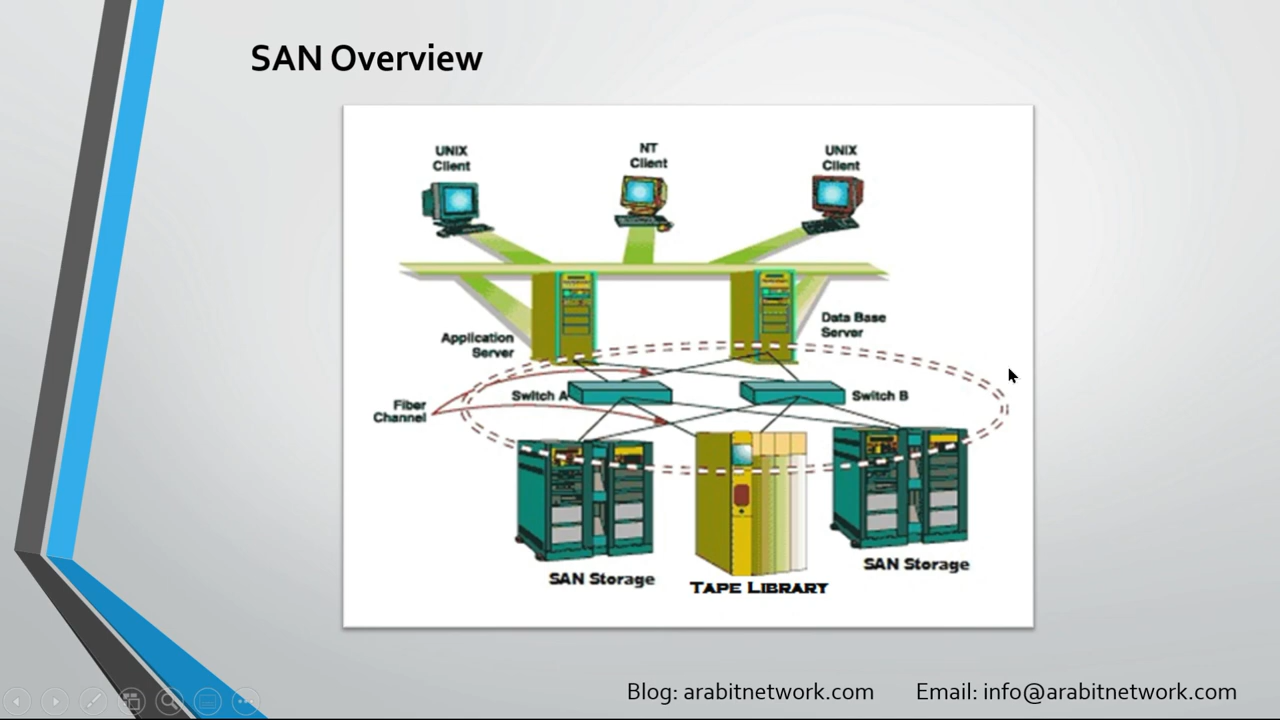 SAN Overview
UNIX
Client
NT
Client
UNIX
Client
Application
Server
Data Base
Server
Switch A
Switch B
Fiber
Channel
SAN Storage
TAPE LIBRARY
SAN Storage
Blog: arabitnetwork.com
Email: info@arabitnetwork.com